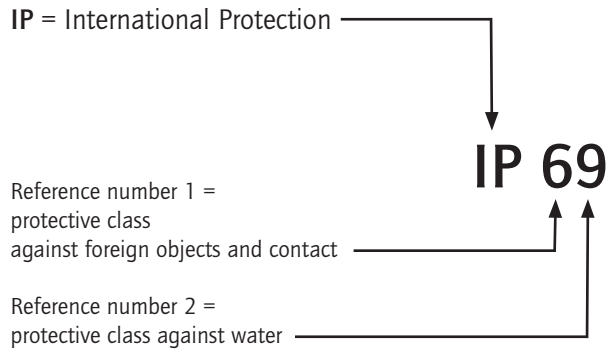 IP = International Protection
IP 69
Reference number 1 =
protective class
against foreign objects and contact
Reference number 2 =
protective class against water